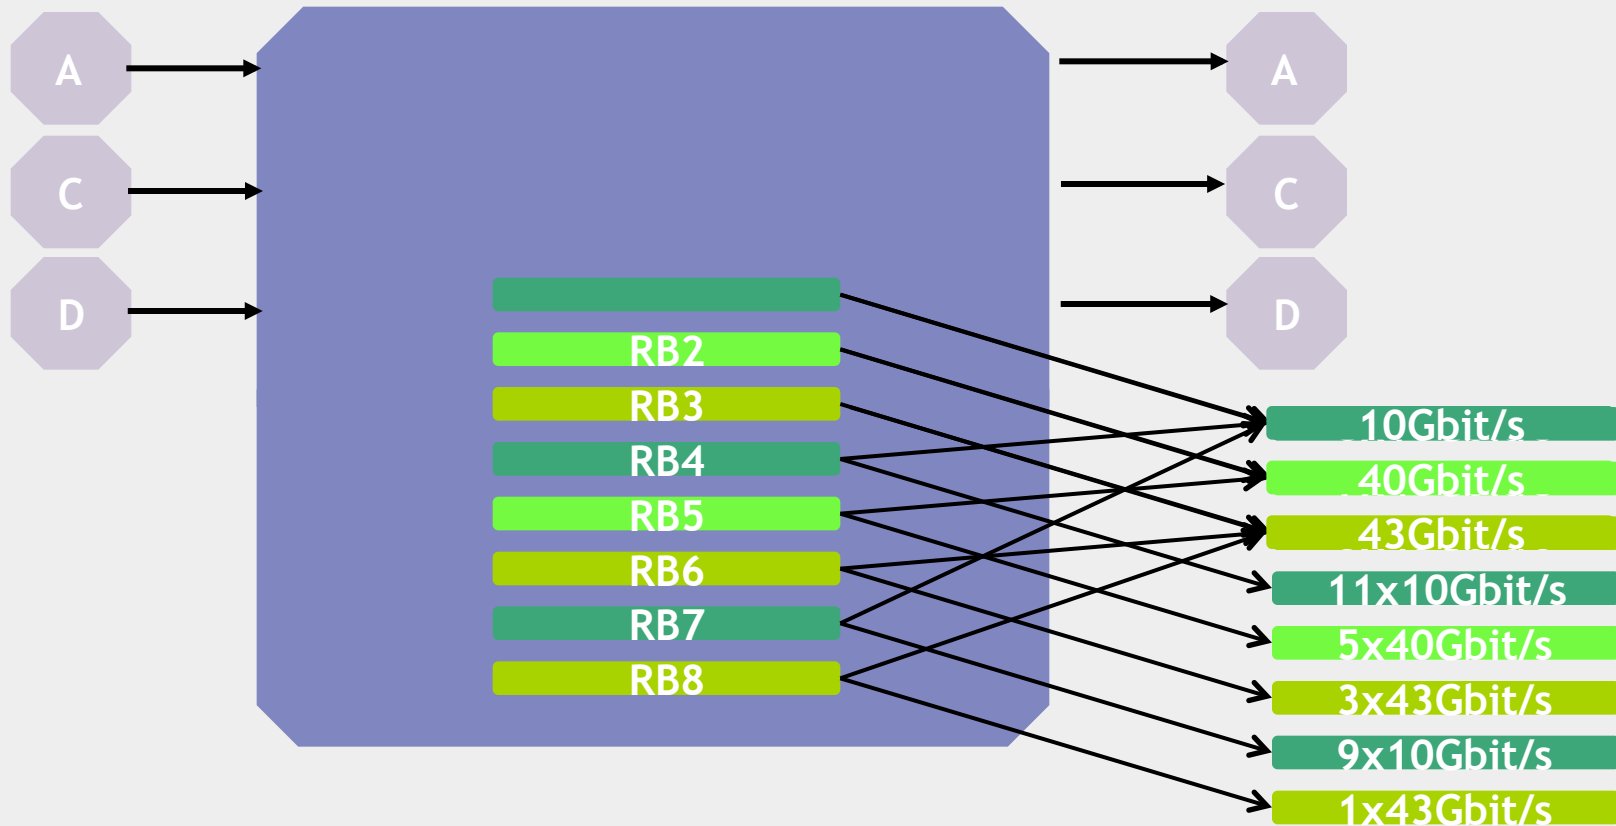 A
A
C
C
D
D
RB2
RB3
10Gbit/s
RB4
40Gbit/s
RB5
43Gbit/s
RB6
11x10Gbit/s
RB7
5x40Gbit/s
RB8
3x43Gbit/s
9x10Gbit/s
1x43Gbit/s